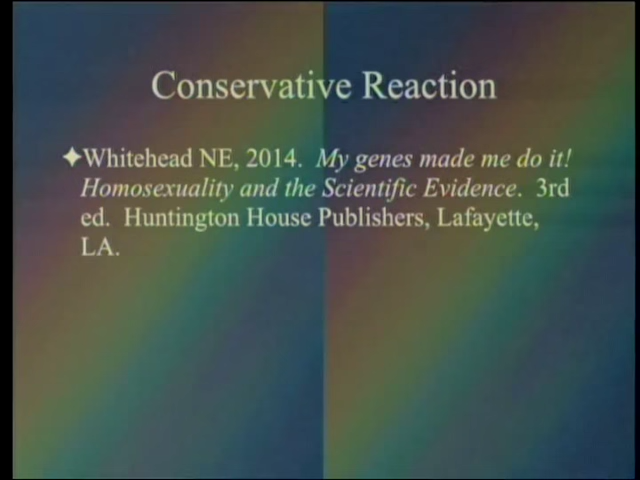 Conservative Reaction
Whitehead NE, 2014. My genes made me do it!
Homosexuality and the Scientific Evidence. 3rd
ed. Huntington House Publishers, Lafayette,
LA.